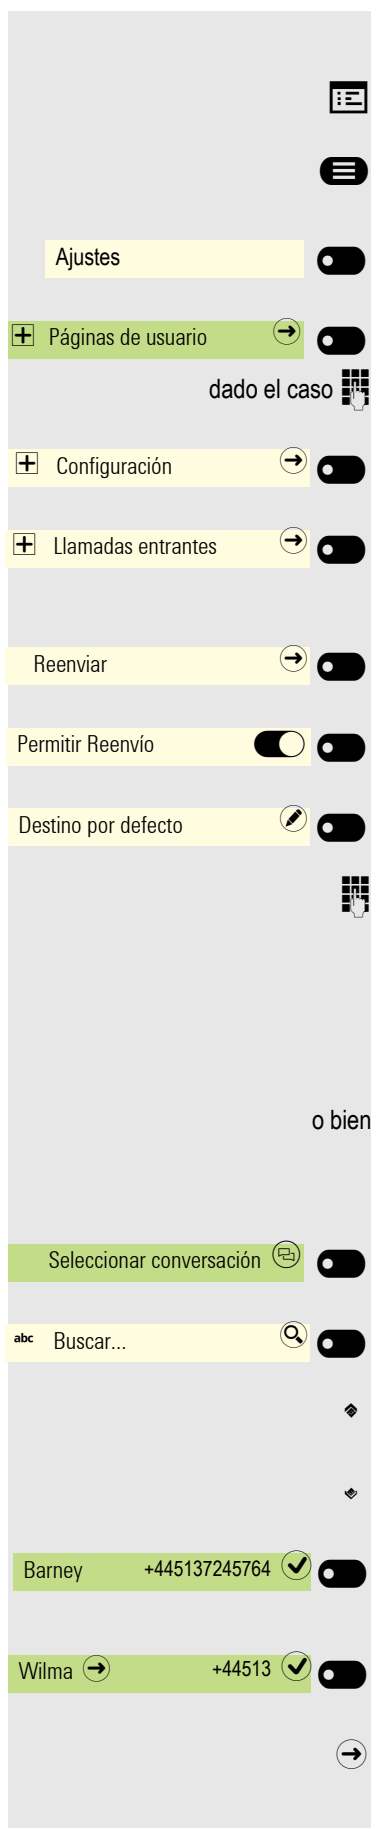 Ajustes
Páginas de usuario
dado el caso
Configuración
Llamadas entrantes
Reenviar
Permitir Reenvío
Destino por defecto
o bien
Seleccionar conversación
abc Buscar...
Barney +445137245764
Wilma +44513